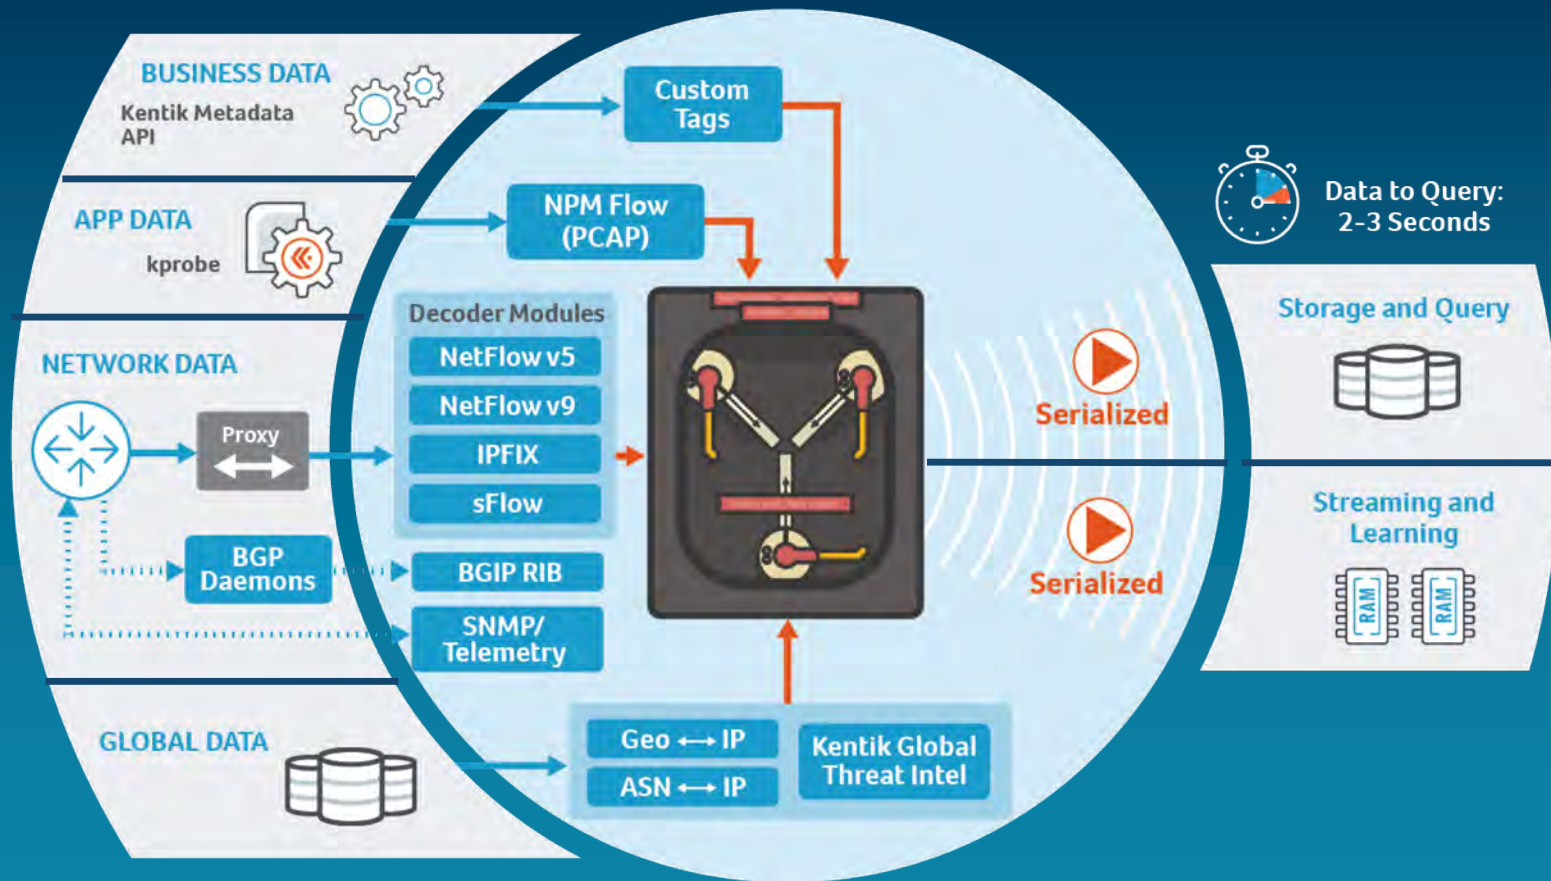 BUSINESS DATA
Kentik Metadata
API
Custom
Tags
APP DATA
kprobe
NPM Flow
(PCAP)
Data to Query:
2-3 Seconds
NETWORK DATA
Proxy
Decoder Modules
NetFlow v5
NetFlow v9
IPFIX
sFlow
BGP
Daemons
BGIP RIB
SNMP/
Telemetry
Serialized
Serialized
Storage and Query
Streaming and
Learning
RAM
RAM
GLOBAL DATA
Geo ⟷ IP
ASN ⟷ IP
Kentik Global
Threat Intel